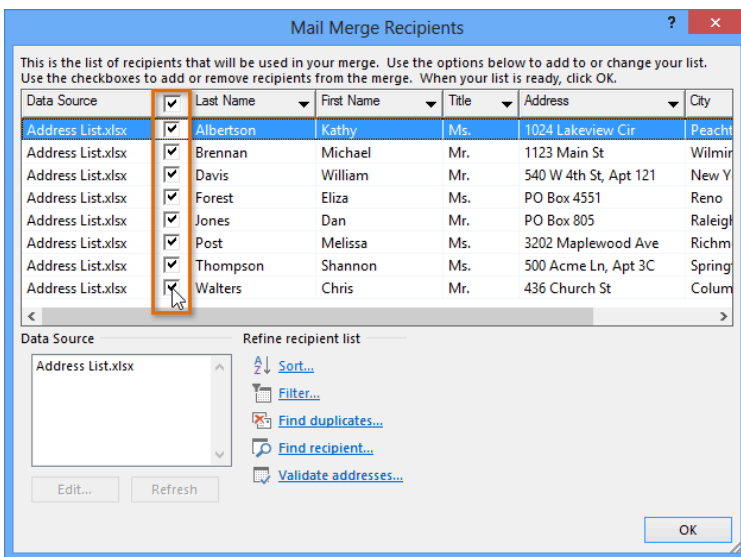 Mail Merge Recipients
This is the list of recipients that will be used in your merge. Use the options below to add to or change your list.
Use the checkboxes to add or remove recipients from the merge. When your list is ready, click OK.
Data Source Last Name First Name Title Address City
Address List.xlsx Albertson Kathy Ms. 1024 Lakeview Cir Peacht
Address List.xlsx Brennan Michael Mr. 1123 Main St Wilmin
Address List.xlsx Davis William Mr. 540 W 4th St, Apt 121 New Y
Address List.xlsx Forest Eliza Ms. PO Box 4551 Reno
Address List.xlsx Jones Dan Mr. PO Box 805 Raleigh
Address List.xlsx Post Melissa Ms. 3202 Maplewood Ave Richm
Address List.xlsx Thompson Shannon Ms. 500 Acme Ln, Apt 3C Spring
Address List.xlsx Walters Chris Mr. 436 Church St Colum
Data Source Refine recipient list
Address List.xlsx
Sort...
Filter...
Find duplicates...
Find recipient...
Validate addresses...
Edit... Refresh
OK